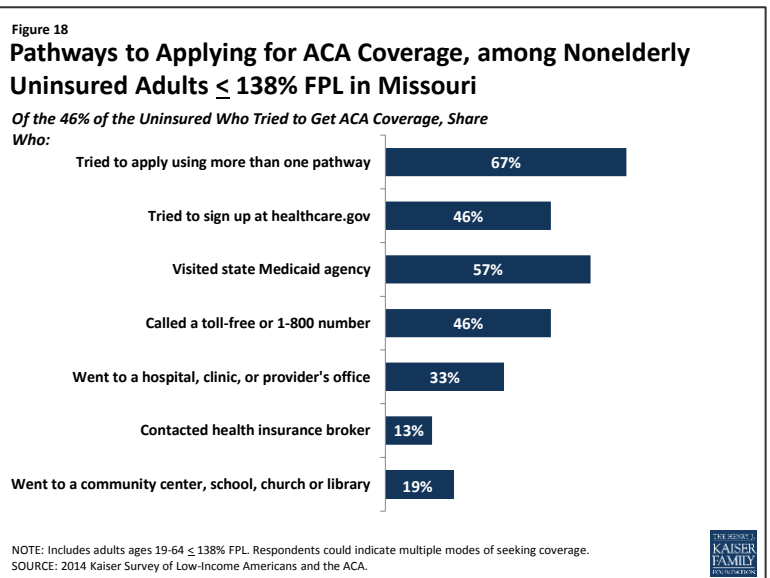 Figure 18
Pathways to Applying for ACA Coverage, among Nonelderly
Uninsured Adults ≤ 138% FPL in Missouri
Of the 46% of the Uninsured Who Tried to Get ACA Coverage, Share
Who:
Tried to apply using more than one pathway 67%
Tried to sign up at healthcare.gov 46%
Visited state Medicaid agency 57%
Called a toll-free or 1-800 number 46%
Went to a hospital, clinic, or provider's office 33%
Contacted health insurance broker 13%
Went to a community center, school, church or library 19%
NOTE: Includes adults ages 19-64 ≤ 138% FPL. Respondents could indicate multiple modes of seeking coverage.
SOURCE: 2014 Kaiser Survey of Low-Income Americans and the ACA.
THE HENRY J.
KAISER
FAMILY
FOUNDATION